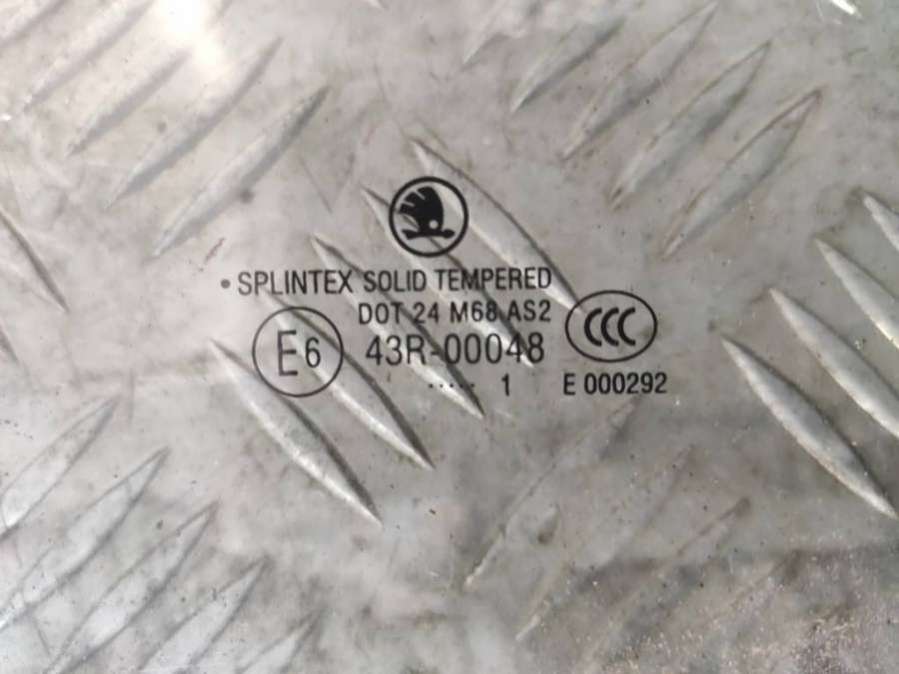 • SPLINTEX SOLID TEMPERED
DOT 24 M68 AS2
E6 43R-00048 CCC
..... 1 E 000292